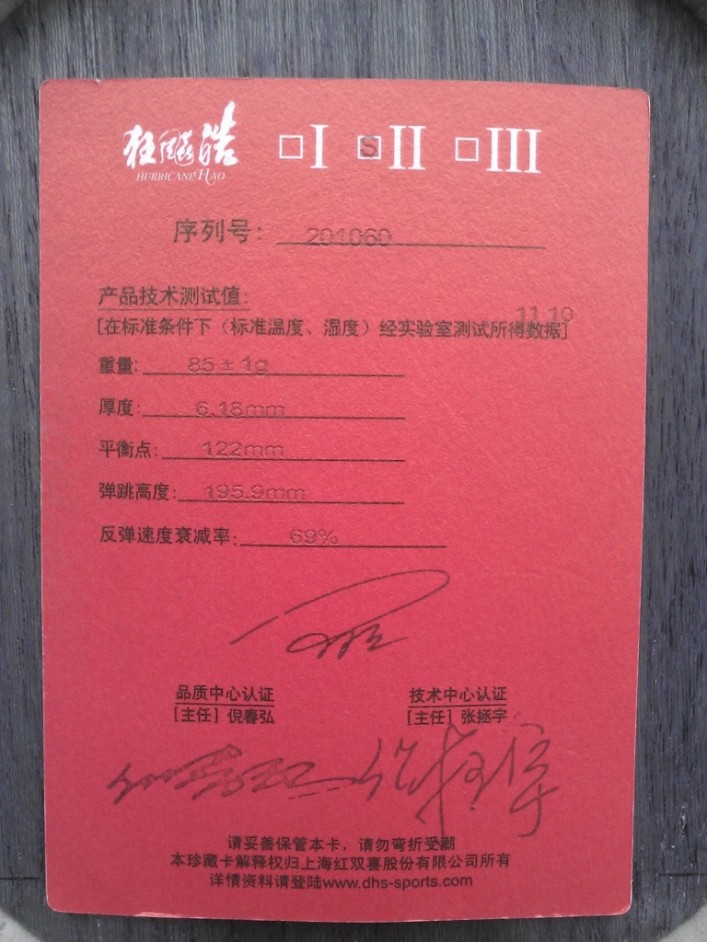 狂飚皓 □I SII □III
HURRICANE HAO
序列号：201060
产品技术测试值：
11.10
[在标准条件下（标准温度、湿度）经实验室测试所得数据]
重量：85±1g
厚度：6.18mm
平衡点：122mm
弹跳高度：195.9mm
反弹速度衰减率：69%
品质中心认证 技术中心认证
[主任] 倪春弘 [主任] 张拯宇
请妥善保管本卡，请勿弯折受潮
本珍藏卡解释权归上海红双喜股份有限公司所有
详情资料请登陆www.dhs-sports.com